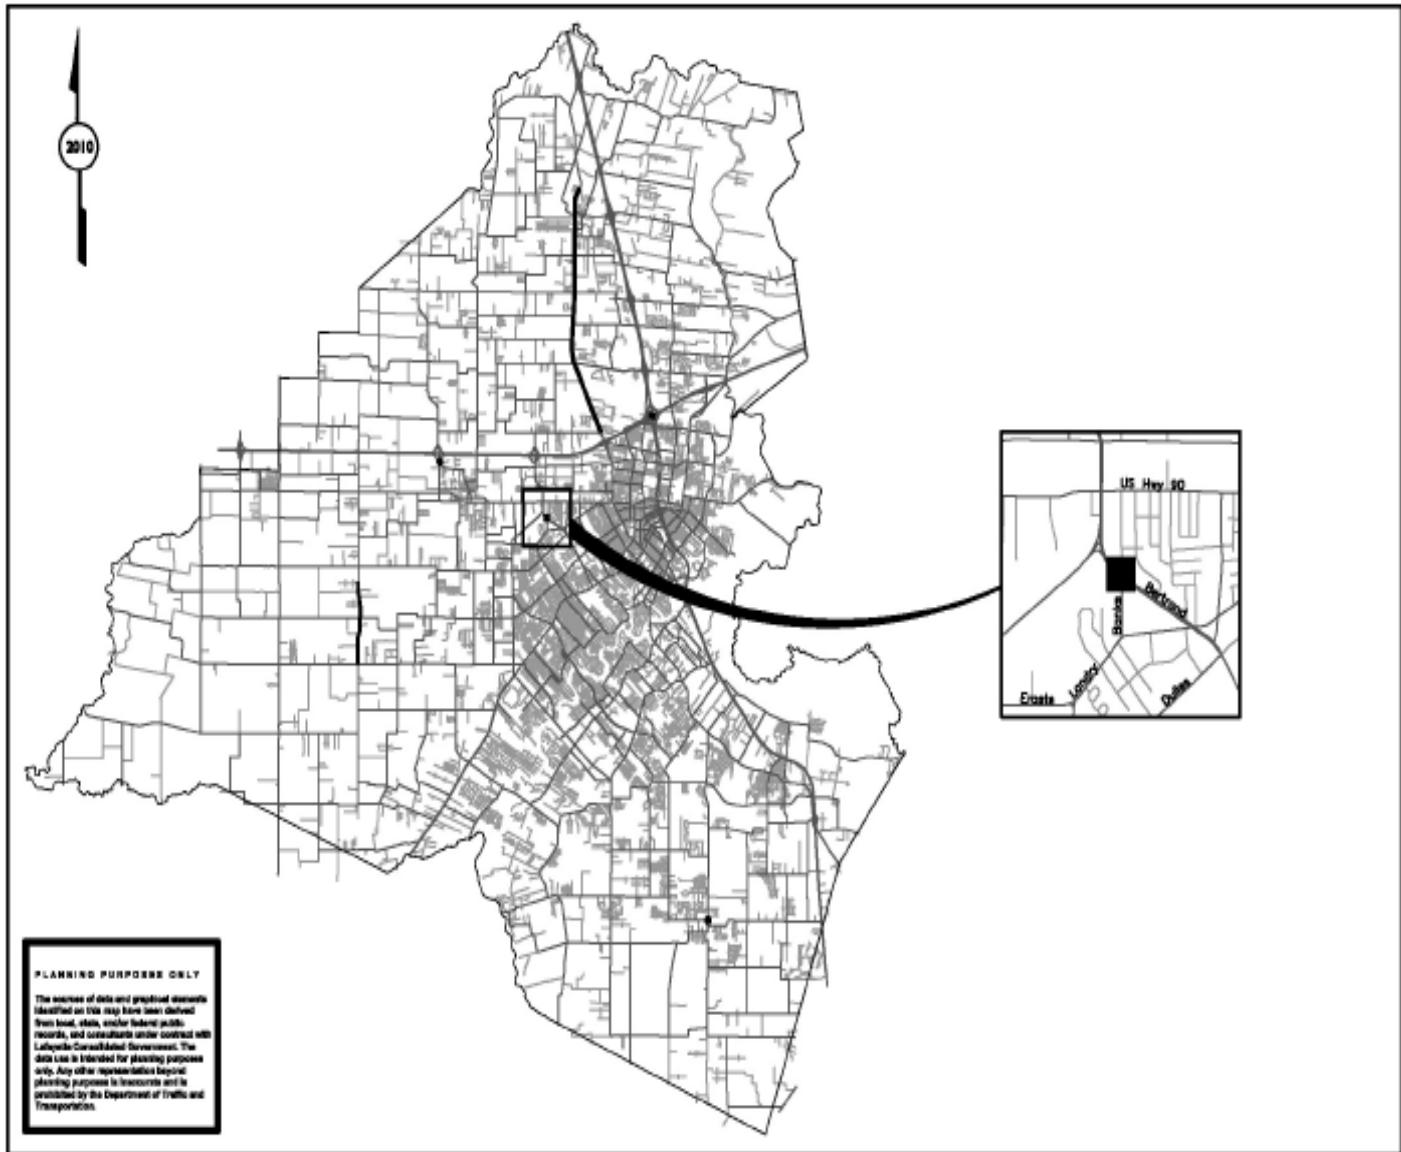 2010
US Hwy 90
Bertrand
Landry
Dulles
PLANNING PURPOSES ONLY
The sources of data and graphical elements
identified on this map have been derived
from local, state, and/or federal public
records, and consultants under contract with
Lafayette Consolidated Government. The
data use is intended for planning purposes
only. Any other representation beyond
planning purposes is inaccurate and is
prohibited by the Department of Traffic and
Transportation.